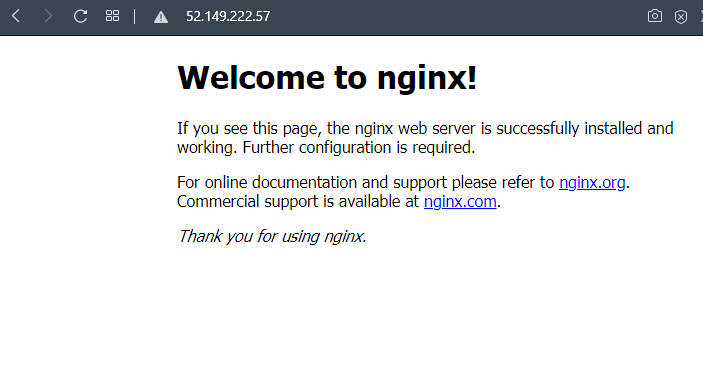 52.149.222.57
Welcome to nginx!
If you see this page, the nginx web server is successfully installed and
working. Further configuration is required.
For online documentation and support please refer to nginx.org.
Commercial support is available at nginx.com.
Thank you for using nginx.